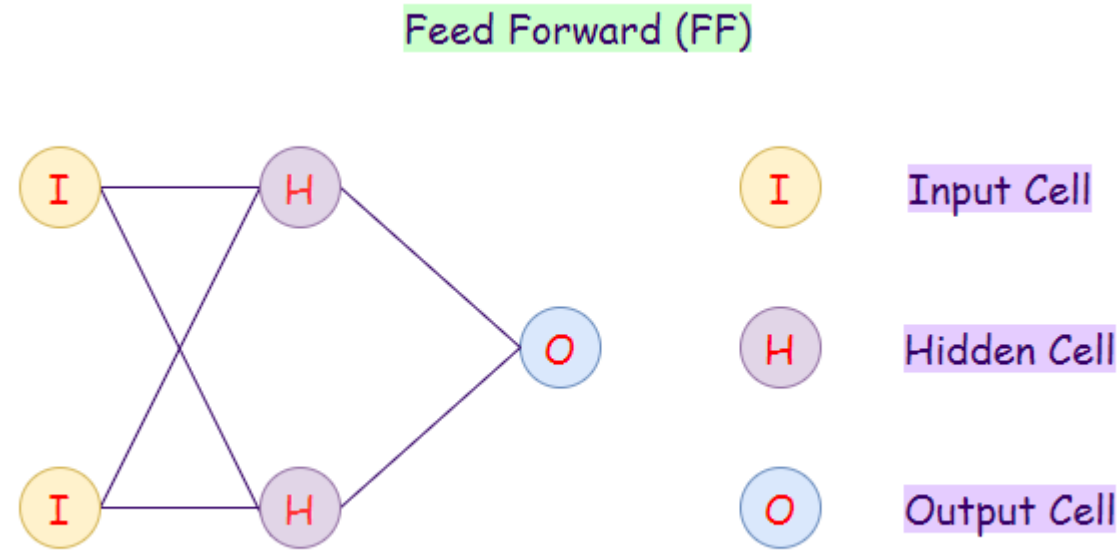 Feed Forward (FF)
I H I Input Cell
O H Hidden Cell
I H O Output Cell